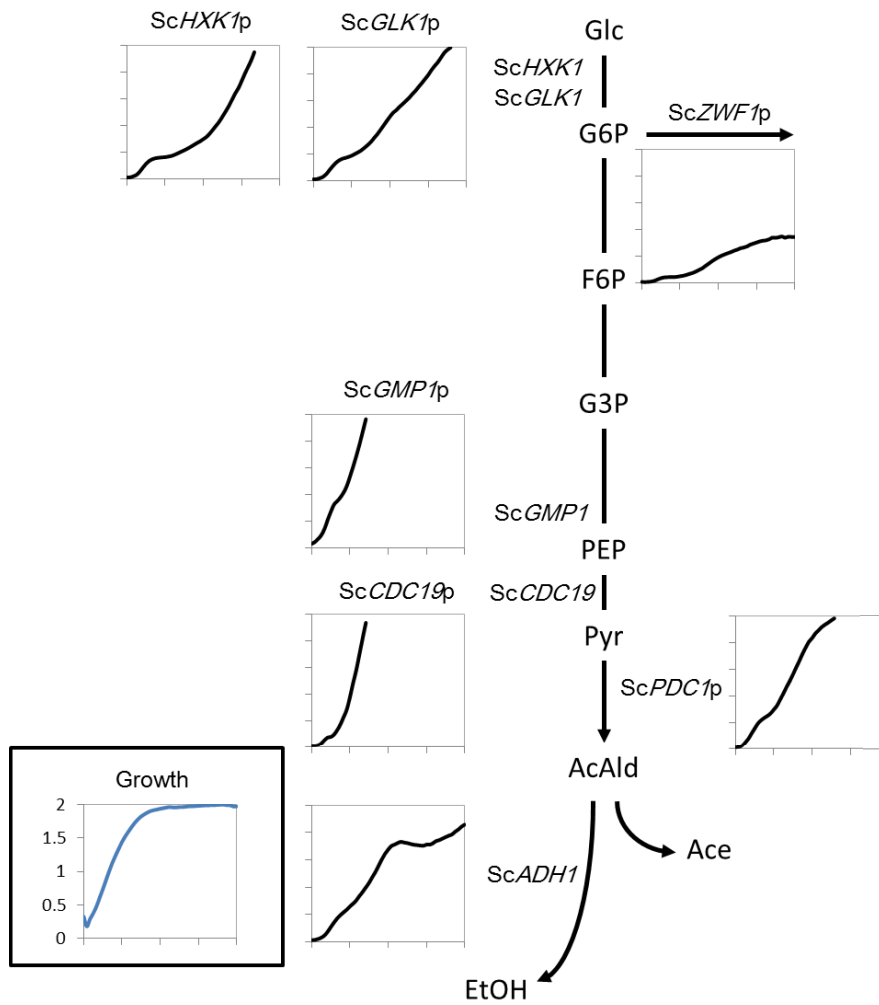 ScHXK1p
ScGLK1p
Glc
ScHXK1
ScGLK1
ScZWF1p
G6P
F6P
ScGMP1p
G3P
ScGMP1
PEP
ScCDC19p
ScCDC19
Pyr
ScPDC1p
AcAld
Growth
2
1.5
1
0.5
0
Ace
ScADH1
EtOH